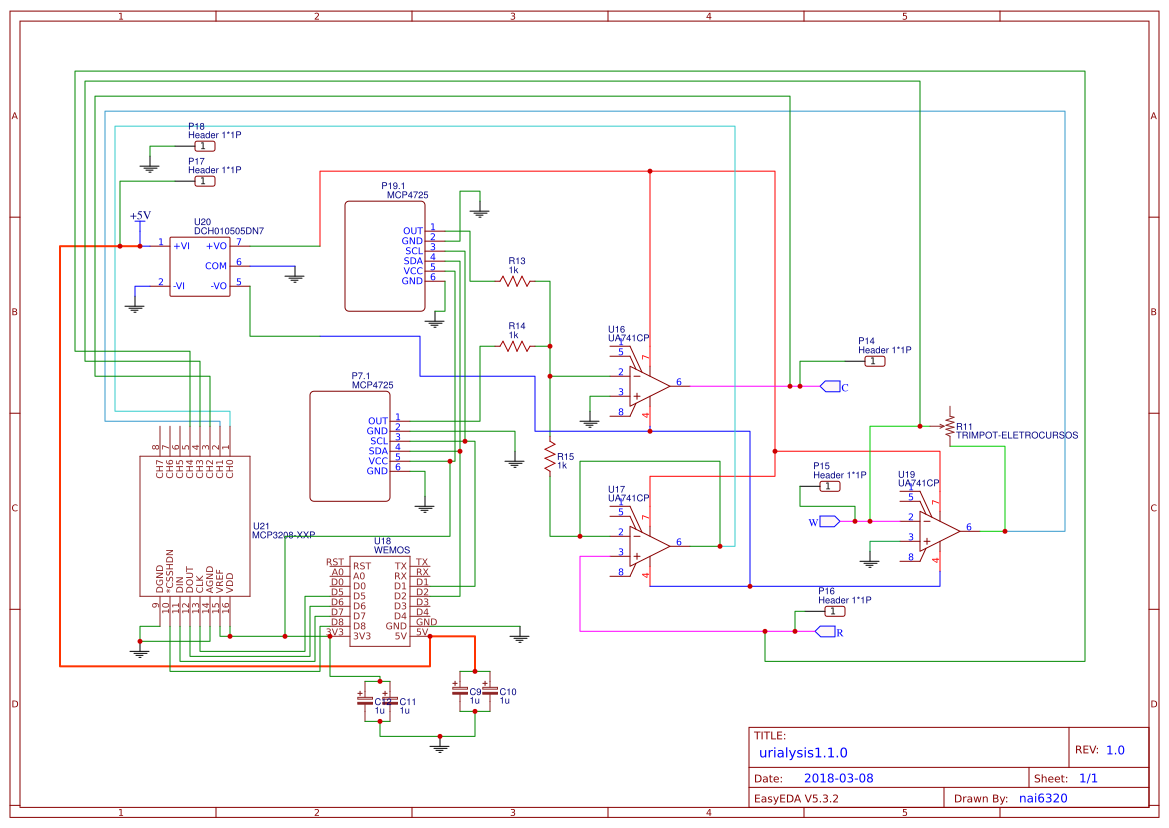 1 2 3 4 5
A A
B B
C C
D D
P18
Header 1*1P
1
P17
Header 1*1P
1
+5V
U20
DCH010505DN7
1 +VI +VO 7
COM 6
2 -VI -VO 5
P19.1
MCP4725
OUT 1
GND 2
SCL 3
SDA 4
VCC 5
GND 6
R13
1k
R14
1k
R15
1k
P7.1
MCP4725
OUT 1
GND 2
SCL 3
SDA 4
VCC 5
GND 6
U16
UA741CP
1
5
7
2
3
6
8
4
P14
Header 1*1P
1
C
R11
TRIMPOT-ELETROCURSOS
P15
Header 1*1P
1
W
U19
UA741CP
1
5
7
2
3
6
8
4
U17
UA741CP
1
5
7
2
3
6
8
4
P16
Header 1*1P
1
R
8 7 6 5 4 3 2 1
CH7 CH6 CH5 CH4 CH3 CH2 CH1 CH0
U21
MCP3208-XXP
DGND *CSSHDN DIN DOUT CLK AGND VREF VDD
9 10 11 12 13 14 15 16
U18
WEMOS
RST RST TX TX
A0 A0 RX RX
D0 D0 D1 D1
D5 D5 D2 D2
D6 D6 D3 D3
D7 D7 D4 D4
D8 D8 GND GND
3V3 3V3 5V 5V
C12
1u
C11
1u
C9
1u
C10
1u
TITLE:
urialysis1.1.0
REV: 1.0
Date: 2018-03-08
Sheet: 1/1
EasyEDA V5.3.2
Drawn By: nai6320
1 2 3 4 5